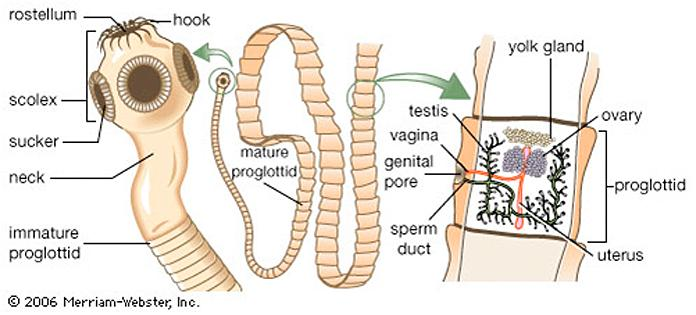 rostellum
hook
scolex
sucker
neck
immature
proglottid
mature
proglottid
yolk gland
testis
ovary
vagina
genital
pore
proglottid
sperm
duct
uterus
© 2006 Merriam-Webster, Inc.